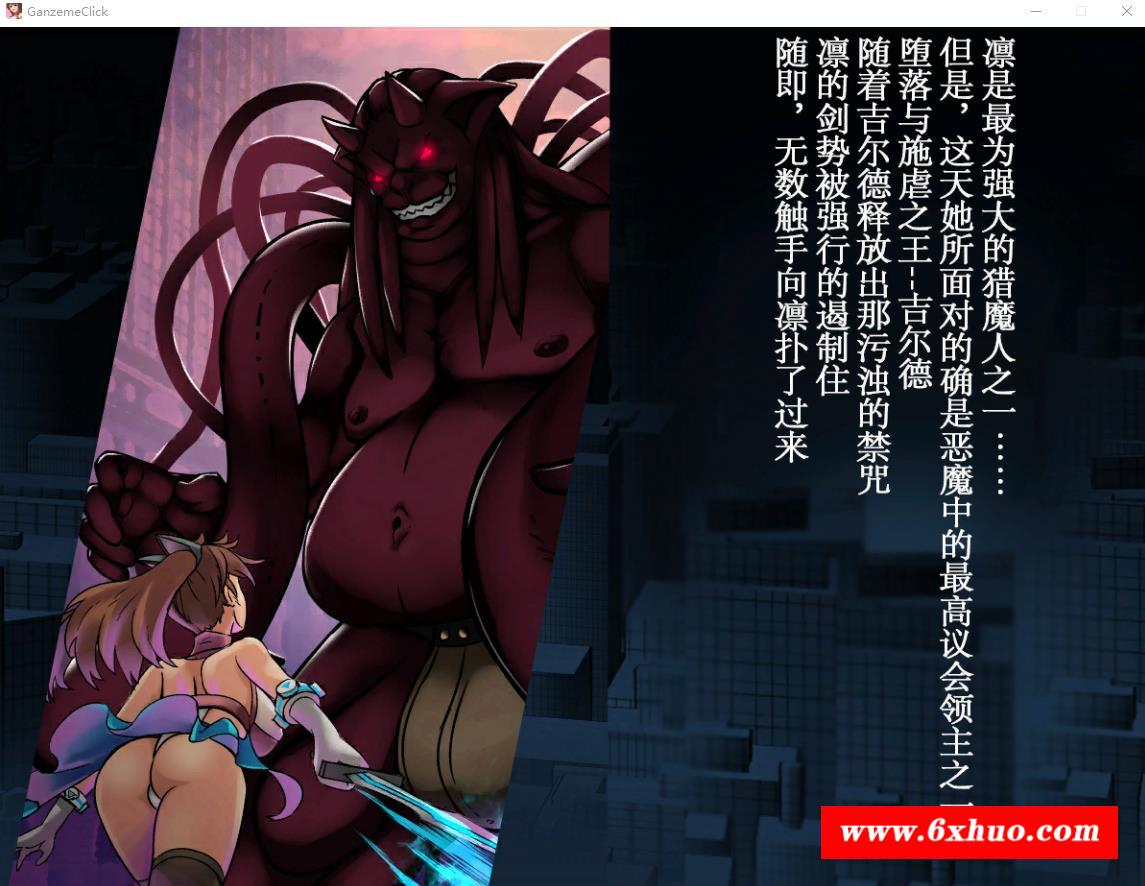 GanzemeClick
凛是最为强大的猎魔人之一……
但是，这天她所面对的确是恶魔中的最高议会领主之一
堕落与施虐之王--吉尔德
随着吉尔德释放出那污浊的禁咒
凛的剑势被强行的遏制住
随即，无数触手向凛扑了过来
www.6xhuo.com